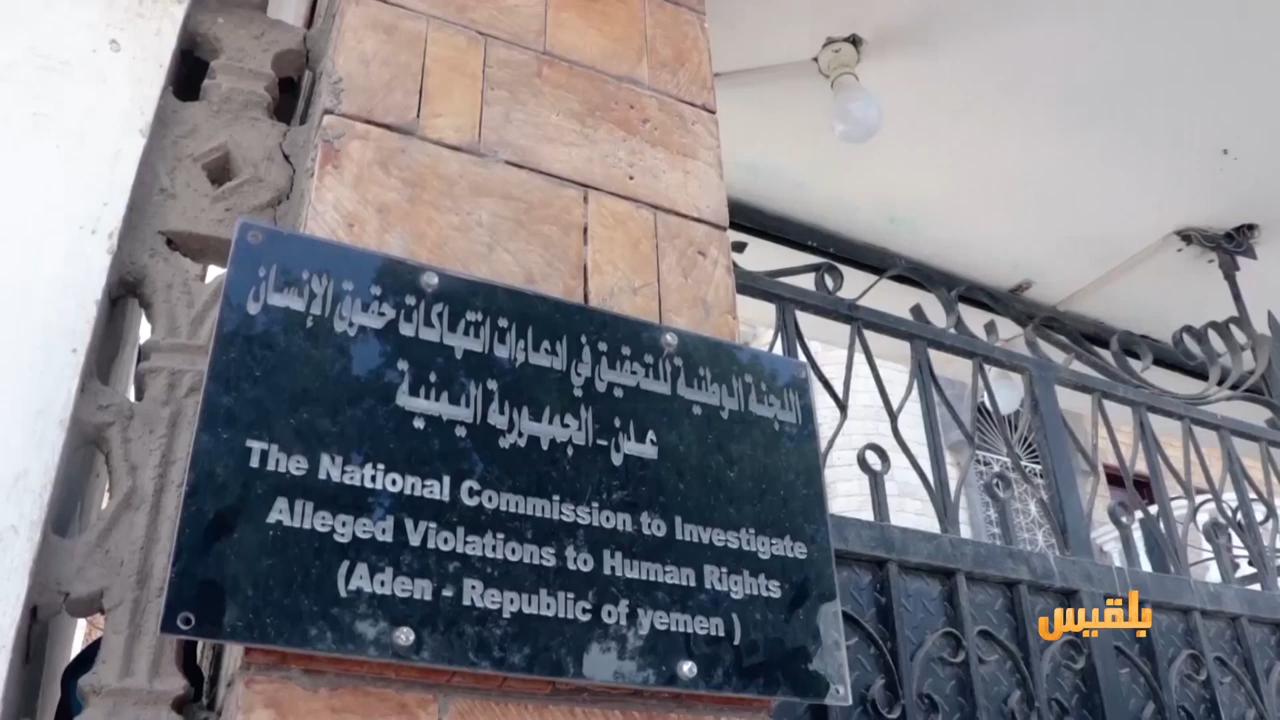 اللجنة الوطنية للتحقيق في ادعاءات انتهاكات حقوق الإنسان
عدن - الجمهورية اليمنية
The National Commission to Investigate
Alleged Violations to Human Rights
(Aden - Republic of yemen )
بلقيس